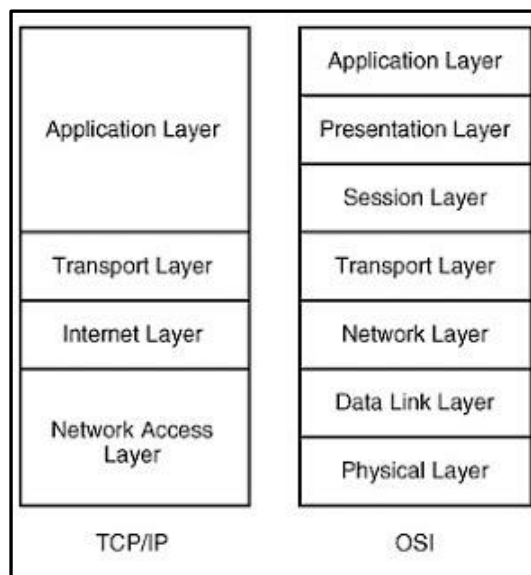 Application Layer
Transport Layer
Internet Layer
Network Access
Layer
TCP/IP
Application Layer
Presentation Layer
Session Layer
Transport Layer
Network Layer
Data Link Layer
Physical Layer
OSI